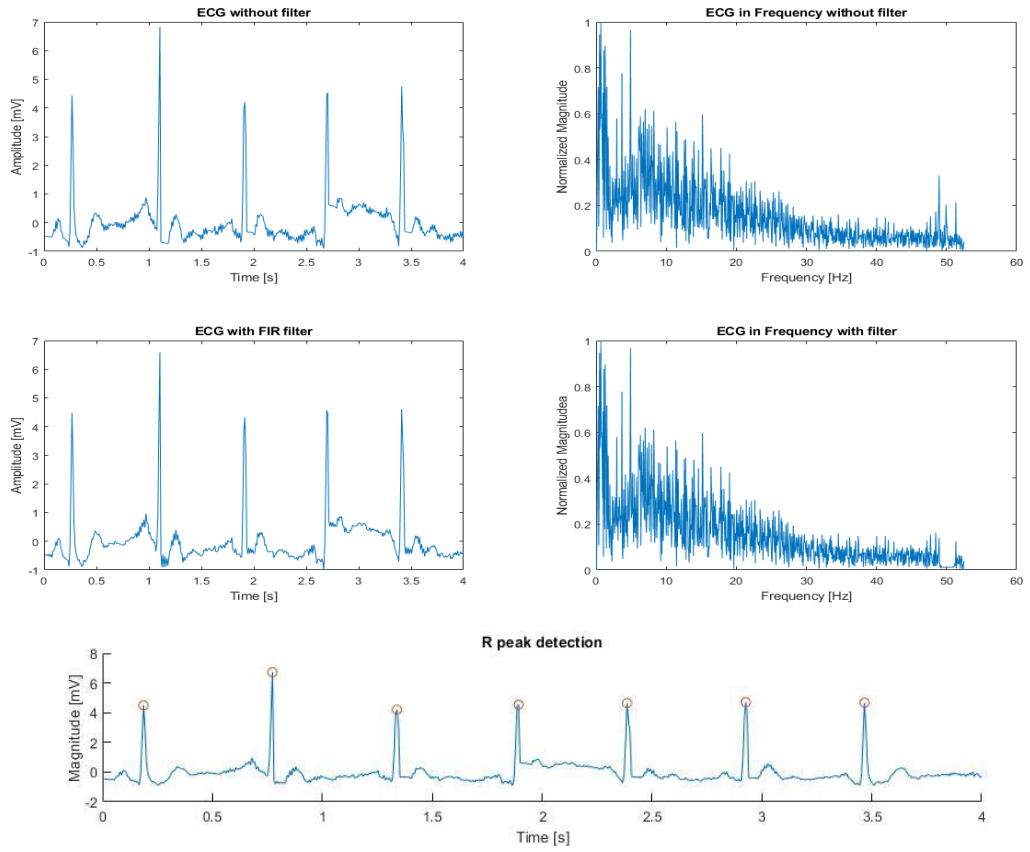 ECG without filter
7
6
5
4
3
2
1
0
-1
Amplitude [mV]
0 0.5 1 1.5 2 2.5 3 3.5 4
Time [s]
ECG in Frequency without filter
1
0.8
0.6
0.4
0.2
0
Normalized Magnitude
0 10 20 30 40 50 60
Frequency [Hz]
ECG with FIR filter
7
6
5
4
3
2
1
0
-1
Amplitude [mV]
0 0.5 1 1.5 2 2.5 3 3.5 4
Time [s]
ECG in Frequency with filter
1
0.8
0.6
0.4
0.2
0
Normalized Magnitudea
0 10 20 30 40 50 60
Frequency [Hz]
R peak detection
8
6
4
2
0
-2
Magnitude [mV]
0 0.5 1 1.5 2 2.5 3 3.5 4
Time [s]